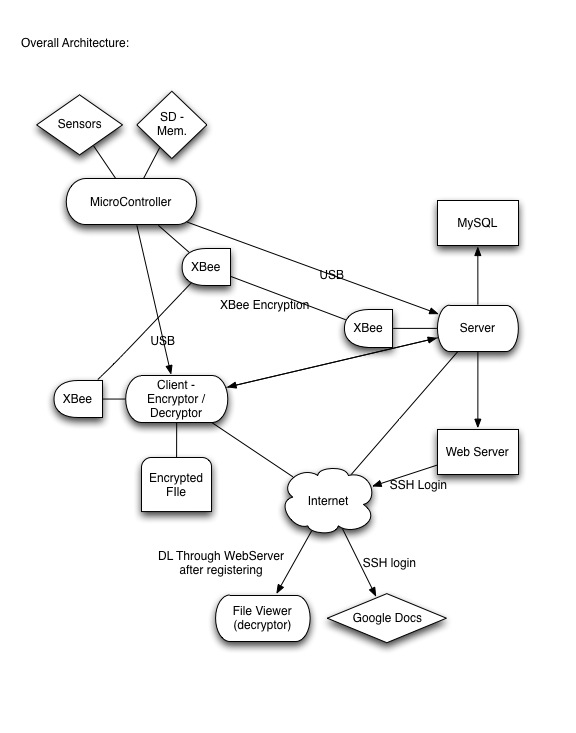 Overall Architecture:
Sensors
SD -
Mem.
MicroController
MySQL
XBee
USB
XBee Encryption
XBee
Server
USB
XBee
Client -
Encryptor /
Decryptor
Web Server
Encrypted
FIle
SSH Login
Internet
DL Through WebServer
after registering
SSH login
File Viewer
(decryptor)
Google Docs